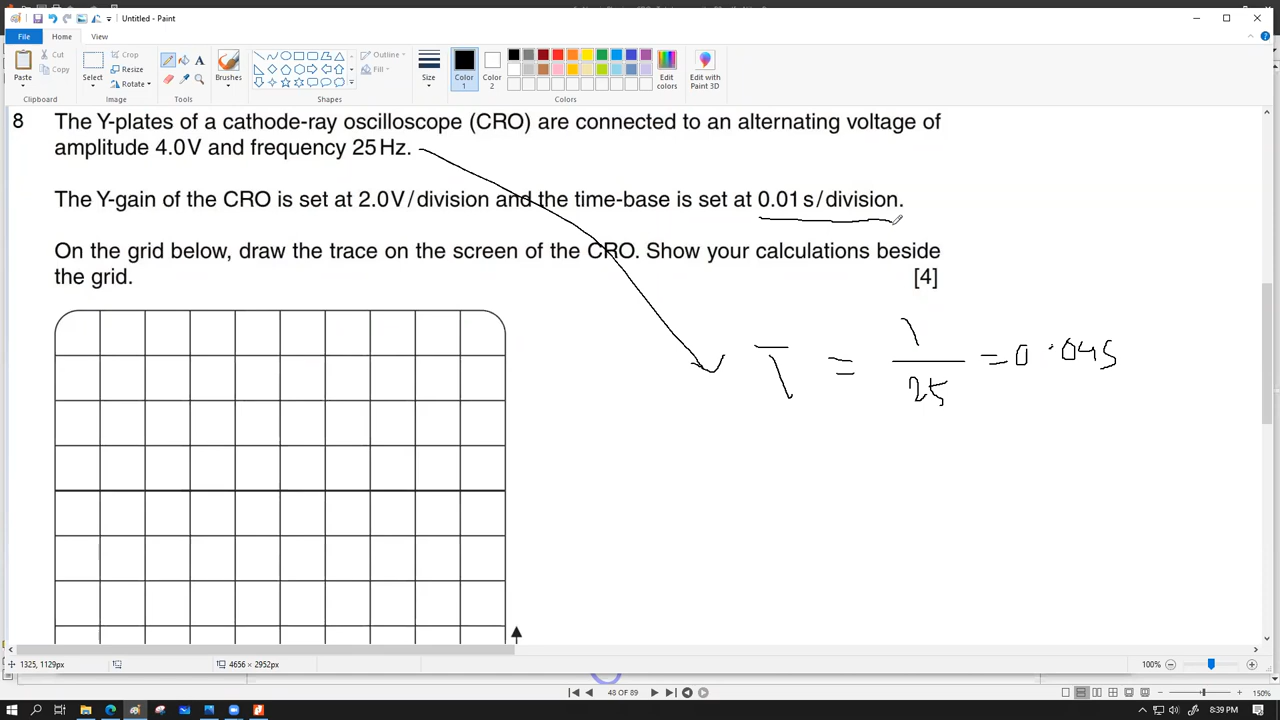 Untitled - Paint
File Home View
Paste Cut Copy Select Crop Resize Rotate Brushes Outline Fill Size Color 1 Color 2 Edit colors Edit with Paint 3D
Clipboard Image Tools Shapes Colors
8 The Y-plates of a cathode-ray oscilloscope (CRO) are connected to an alternating voltage of
amplitude 4.0V and frequency 25Hz.
The Y-gain of the CRO is set at 2.0V/division and the time-base is set at 0.01s/division.
On the grid below, draw the trace on the screen of the CRO. Show your calculations beside
the grid. [4]
T = 1/25 = 0.04s
1325, 1129px 4656 × 2952px 100%
48 OF 89 150%
8:39 PM